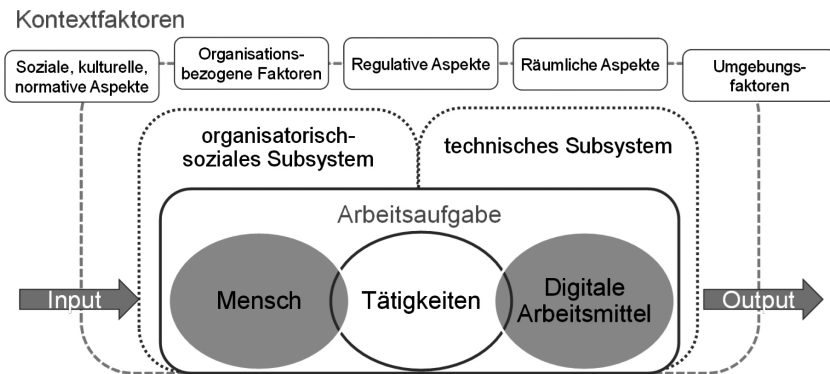 Kontextfaktoren
Soziale, kulturelle,
normative Aspekte
Organisations-
bezogene Faktoren
Regulative Aspekte
Räumliche Aspekte
Umgebungs-
faktoren
organisatorisch-
soziales Subsystem
technisches Subsystem
Arbeitsaufgabe
Input
Mensch
Tätigkeiten
Digitale
Arbeitsmittel
Output